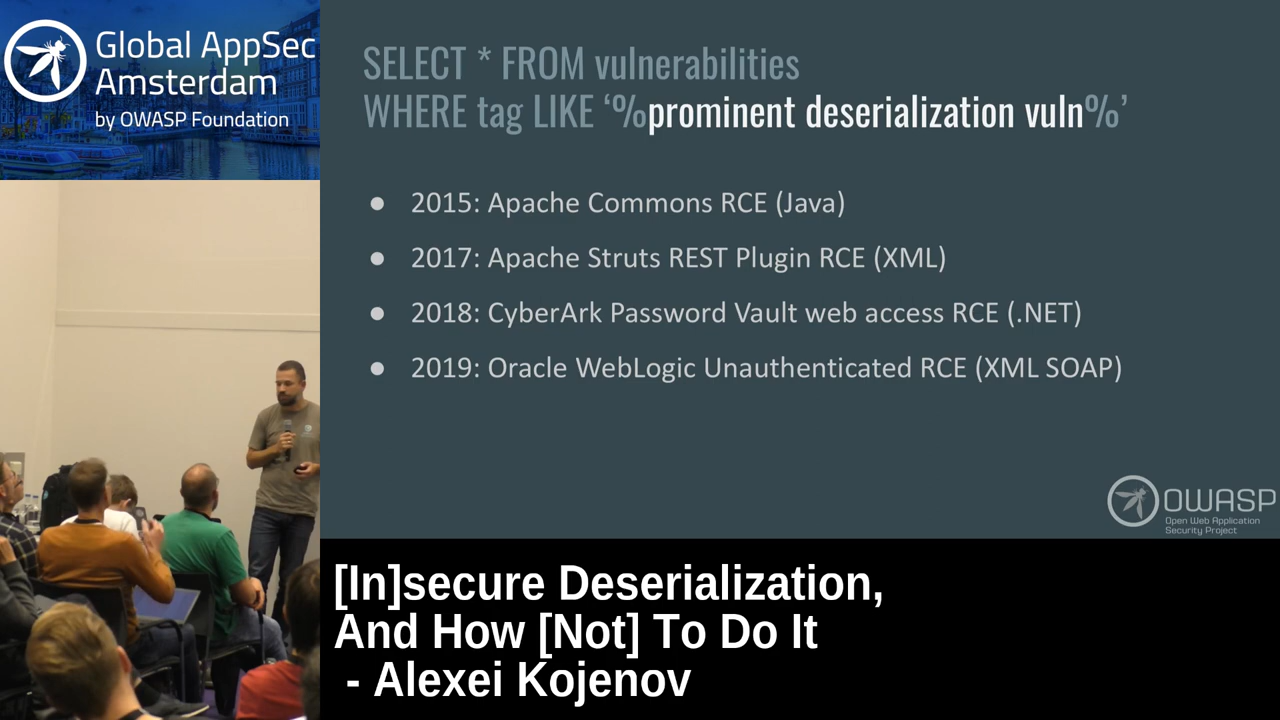 Global AppSec
Amsterdam
by OWASP Foundation
SELECT * FROM vulnerabilities
WHERE tag LIKE ‘%prominent deserialization vuln%’
● 2015: Apache Commons RCE (Java)
● 2017: Apache Struts REST Plugin RCE (XML)
● 2018: CyberArk Password Vault web access RCE (.NET)
● 2019: Oracle WebLogic Unauthenticated RCE (XML SOAP)
OWASP
Open Web Application
Security Project
[In]secure Deserialization,
And How [Not] To Do It
- Alexei Kojenov